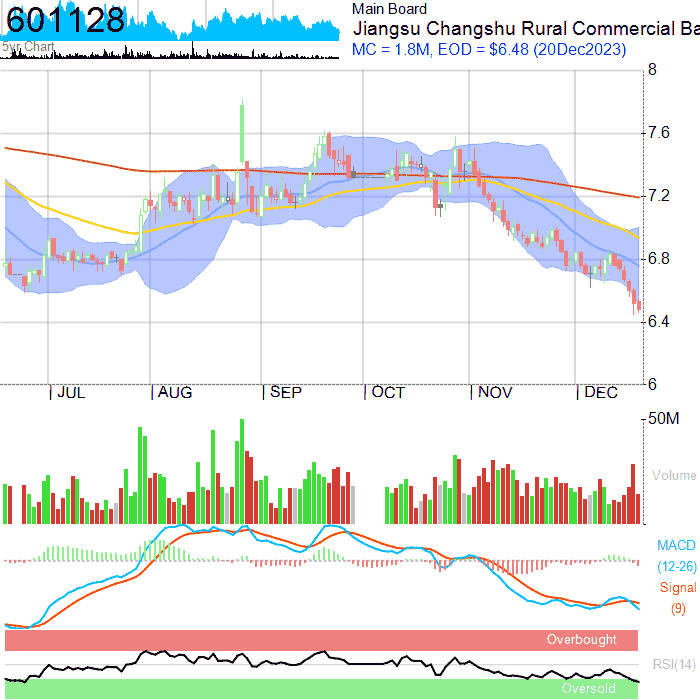 601128
5yr Chart
Main Board
Jiangsu Changshu Rural Commercial Ba
MC = 1.8M, EOD = $6.48 (20Dec2023)
8
7.6
7.2
6.8
6.4
6
JUL AUG SEP OCT NOV DEC
50M
Volume
MACD
(12-26)
Signal
(9)
Overbought
RSI(14)
Oversold